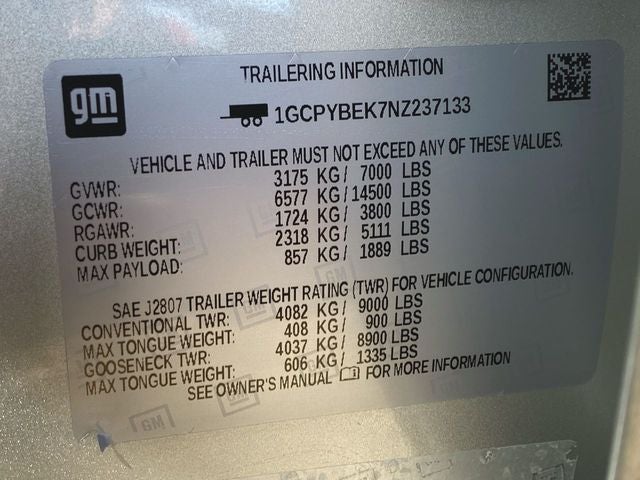 gm
TRAILERING INFORMATION
1GCPYBEK7NZ237133
VEHICLE AND TRAILER MUST NOT EXCEED ANY OF THESE VALUES.
GVWR: 3175 KG/ 7000 LBS
GCWR: 6577 KG/ 14500 LBS
RGAWR: 1724 KG/ 3800 LBS
CURB WEIGHT: 2318 KG/ 5111 LBS
MAX PAYLOAD: 857 KG/ 1889 LBS
SAE J2807 TRAILER WEIGHT RATING (TWR) FOR VEHICLE CONFIGURATION.
CONVENTIONAL TWR: 4082 KG/ 9000 LBS
MAX TONGUE WEIGHT: 408 KG/ 900 LBS
GOOSENECK TWR: 4037 KG/ 8900 LBS
MAX TONGUE WEIGHT: 606 KG/ 1335 LBS
SEE OWNER'S MANUAL FOR MORE INFORMATION
GM